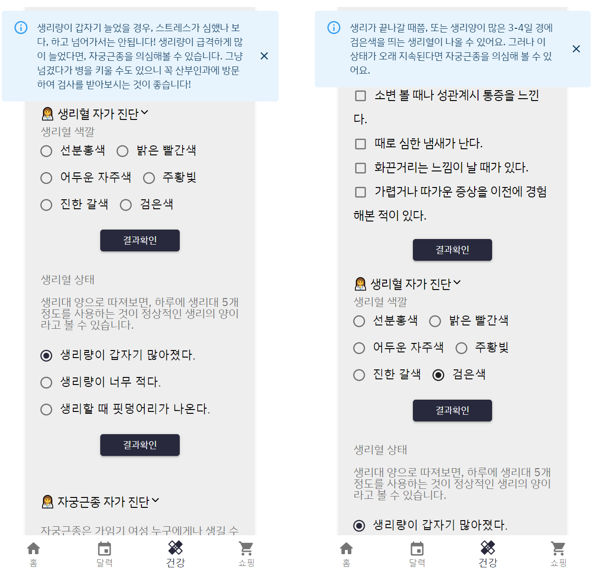 생리량이 갑자기 늘었을 경우, 스트레스가 심했나 보
다, 하고 넘어가서는 안됩니다! 생리량이 급격하게 많
이 늘었다면, 자궁근종을 의심해볼 수 있습니다. 그냥
넘겼다가 병을 키울 수도 있으니 꼭 산부인과에 방문
하여 검사를 받아보시는 것이 좋습니다!
생리혈 자가 진단
생리혈 색깔
선분홍색 밝은 빨간색
어두운 자주색 주황빛
진한 갈색 검은색
결과확인
생리혈 상태
생리대 양으로 따져보면, 하루에 생리대 5개
정도를 사용하는 것이 정상적인 생리의 양이
라고 볼 수 있습니다.
생리량이 갑자기 많아졌다.
생리량이 너무 적다.
생리할 때 핏덩어리가 나온다.
결과확인
자궁근종 자가 진단
자궁근종은 가임기 여성 누구에게나 생길 수
홈 달력 건강 쇼핑
생리가 끝나갈 때쯤, 또는 생리양이 많은 3-4일 경에
검은색을 띄는 생리혈이 나올 수 있어요. 그러나 이
상태가 오래 지속된다면 자궁근종을 의심해 볼 수 있어
요.
소변 볼 때나 성관계시 통증을 느낀
다.
때로 심한 냄새가 난다.
화끈거리는 느낌이 날 때가 있다.
가렵거나 따가운 증상을 이전에 경험
해본 적이 있다.
결과확인
생리혈 자가 진단
생리혈 색깔
선분홍색 밝은 빨간색
어두운 자주색 주황빛
진한 갈색 검은색
결과확인
생리혈 상태
생리대 양으로 따져보면, 하루에 생리대 5개
정도를 사용하는 것이 정상적인 생리의 양이
라고 볼 수 있습니다.
생리량이 갑자기 많아졌다.
홈 달력 건강 쇼핑